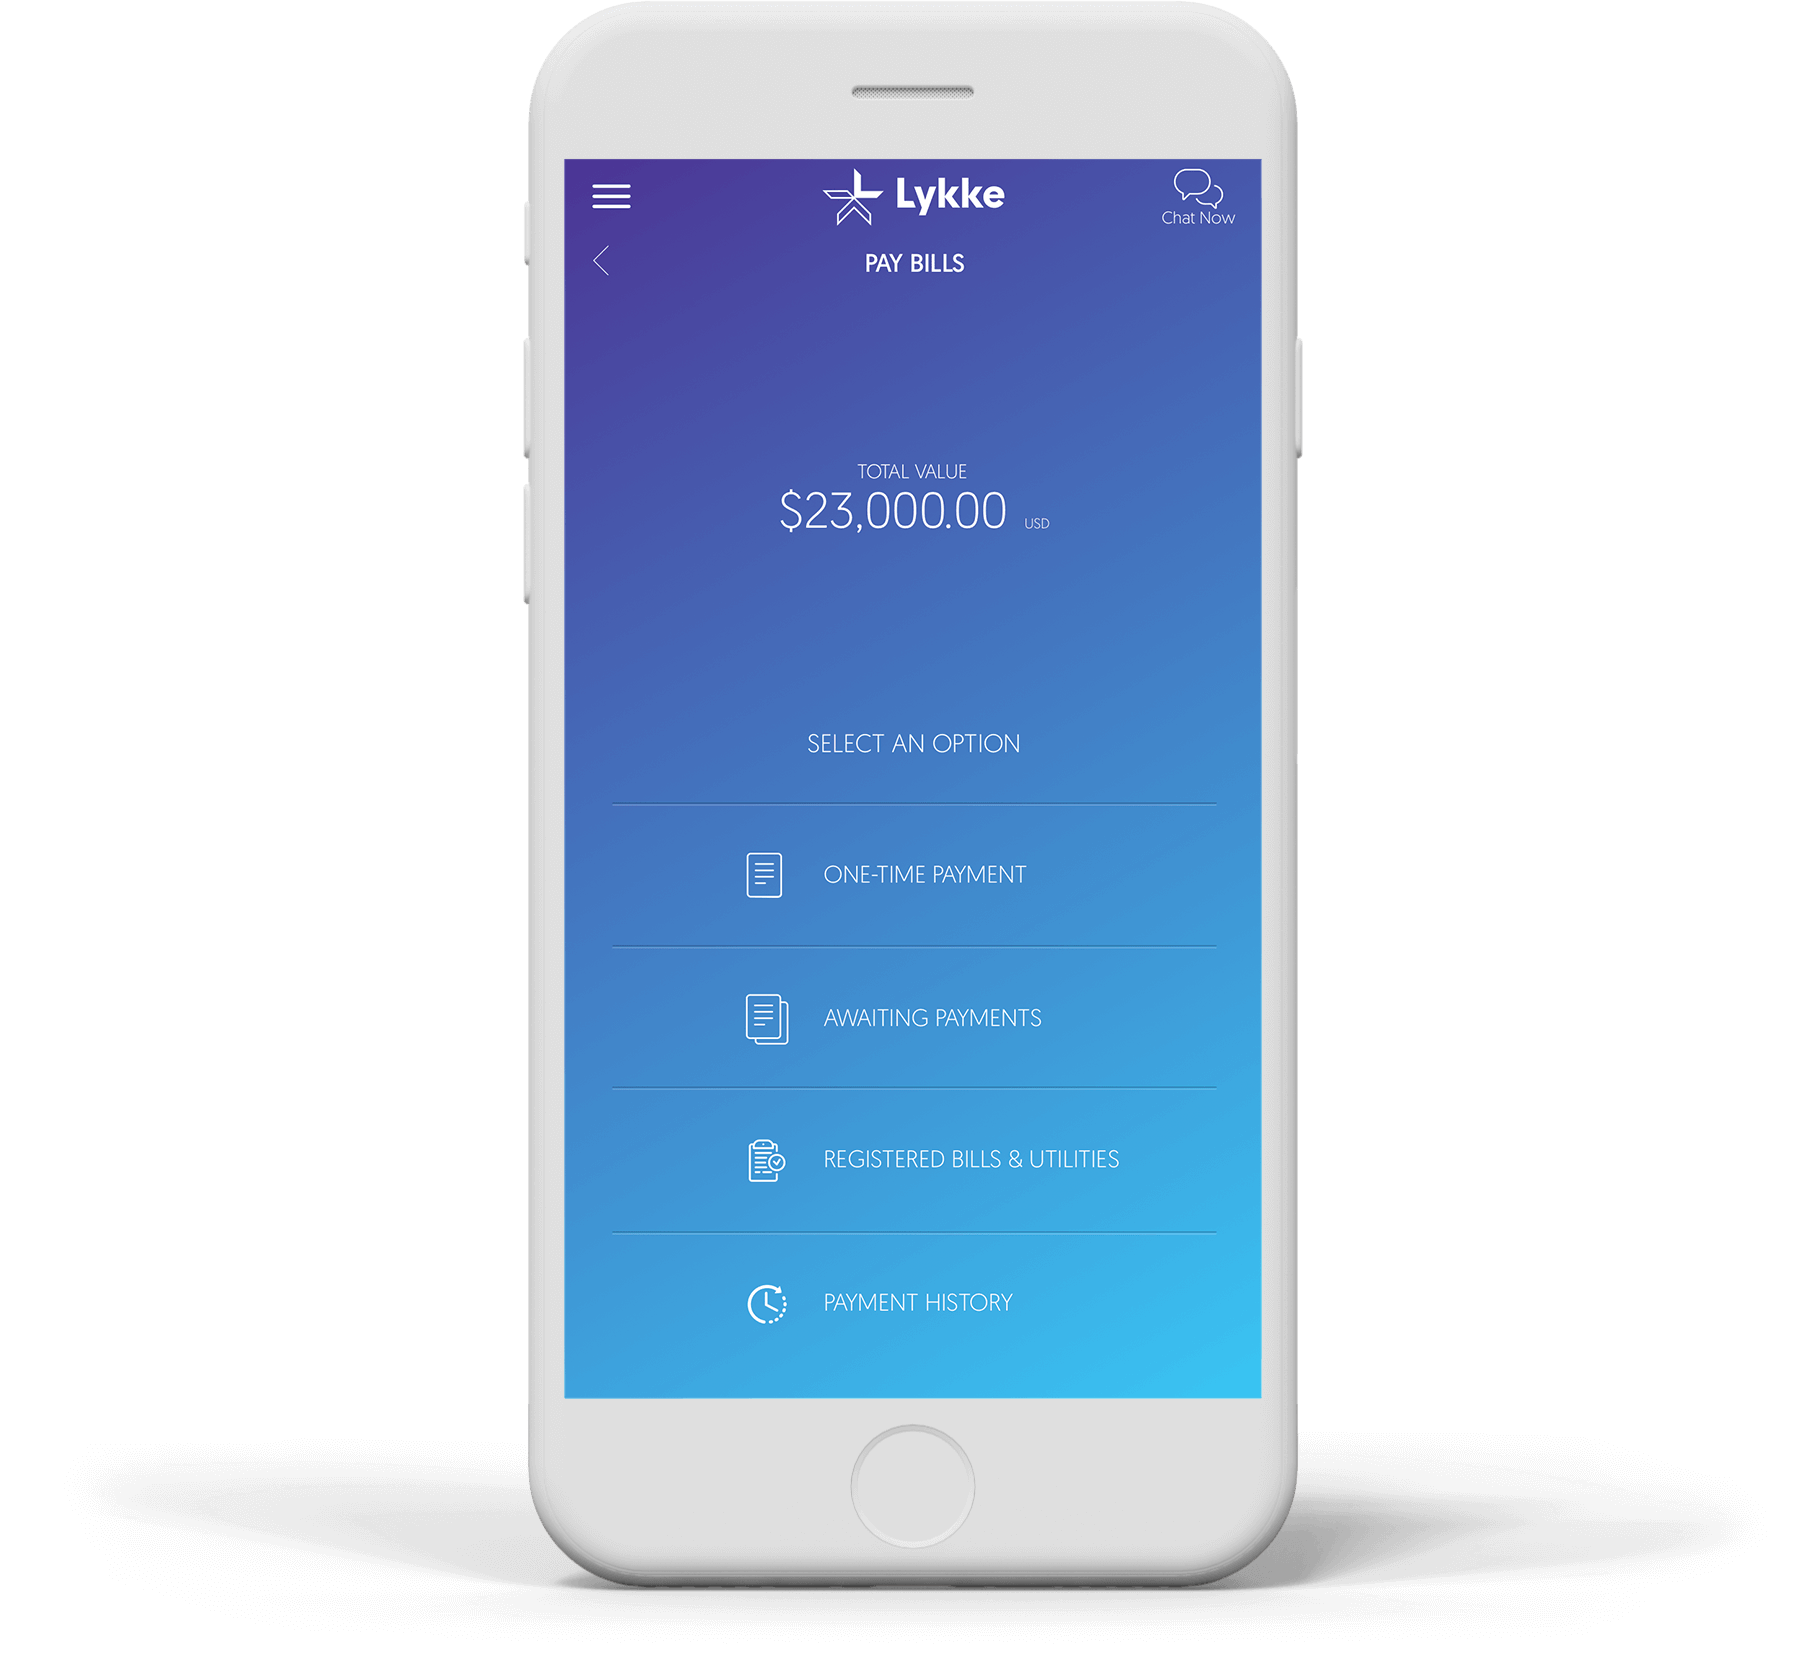 Lykke
Chat Now
PAY BILLS
TOTAL VALUE
$23,000.00 USD
SELECT AN OPTION
ONE-TIME PAYMENT
AWAITING PAYMENTS
REGISTERED BILLS & UTILITIES
PAYMENT HISTORY